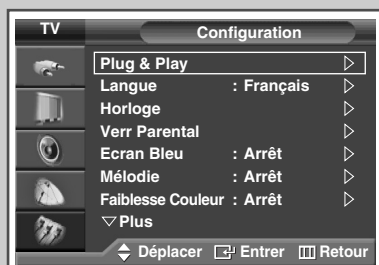 TV
Configuration
Plug & Play
Langue : Français
Horloge
Verr Parental
Ecran Bleu : Arrêt
Mélodie : Arrêt
Faiblesse Couleur : Arrêt
Plus
Déplacer Entrer Retour